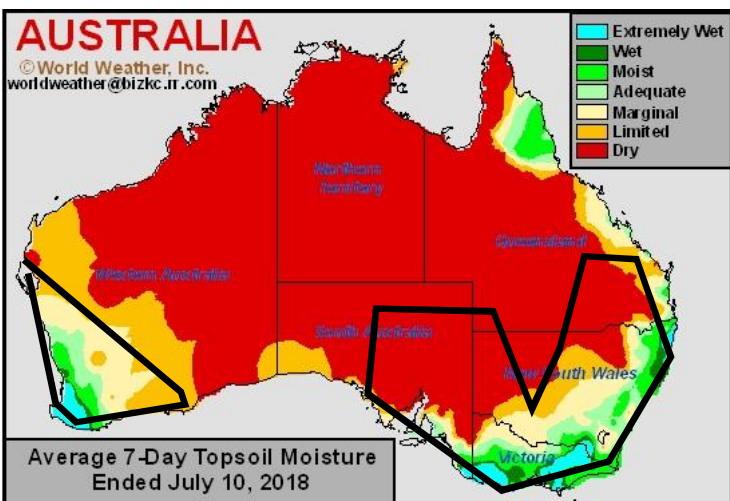 AUSTRALIA
© World Weather, Inc.
worldweather@bizkc.rr.com
Extremely Wet
Wet
Moist
Adequate
Marginal
Limited
Dry
Northern
Territory
Queensland
Western Australia
South Australia
New South Wales
Victoria
Average 7-Day Topsoil Moisture
Ended July 10, 2018